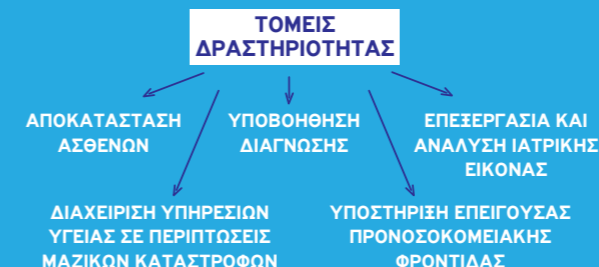 ΤΟΜΕΙΣ
ΔΡΑΣΤΗΡΙΟΤΗΤΑΣ
ΑΠΟΚΑΤΑΣΤΑΣΗ
ΑΣΘΕΝΩΝ
ΥΠΟΒΟΗΘΗΣΗ
ΔΙΑΓΝΩΣΗΣ
ΕΠΕΞΕΡΓΑΣΙΑ ΚΑΙ
ΑΝΑΛΥΣΗ ΙΑΤΡΙΚΗΣ
ΕΙΚΟΝΑΣ
ΔΙΑΧΕΙΡΙΣΗ ΥΠΗΡΕΣΙΩΝ
ΥΓΕΙΑΣ ΣΕ ΠΕΡΙΠΤΩΣΕΙΣ
ΜΑΖΙΚΩΝ ΚΑΤΑΣΤΡΟΦΩΝ
ΥΠΟΣΤΗΡΙΞΗ ΕΠΕΙΓΟΥΣΑΣ
ΠΡΟΝΟΣΟΚΟΜΕΙΑΚΗΣ
ΦΡΟΝΤΙΔΑΣ